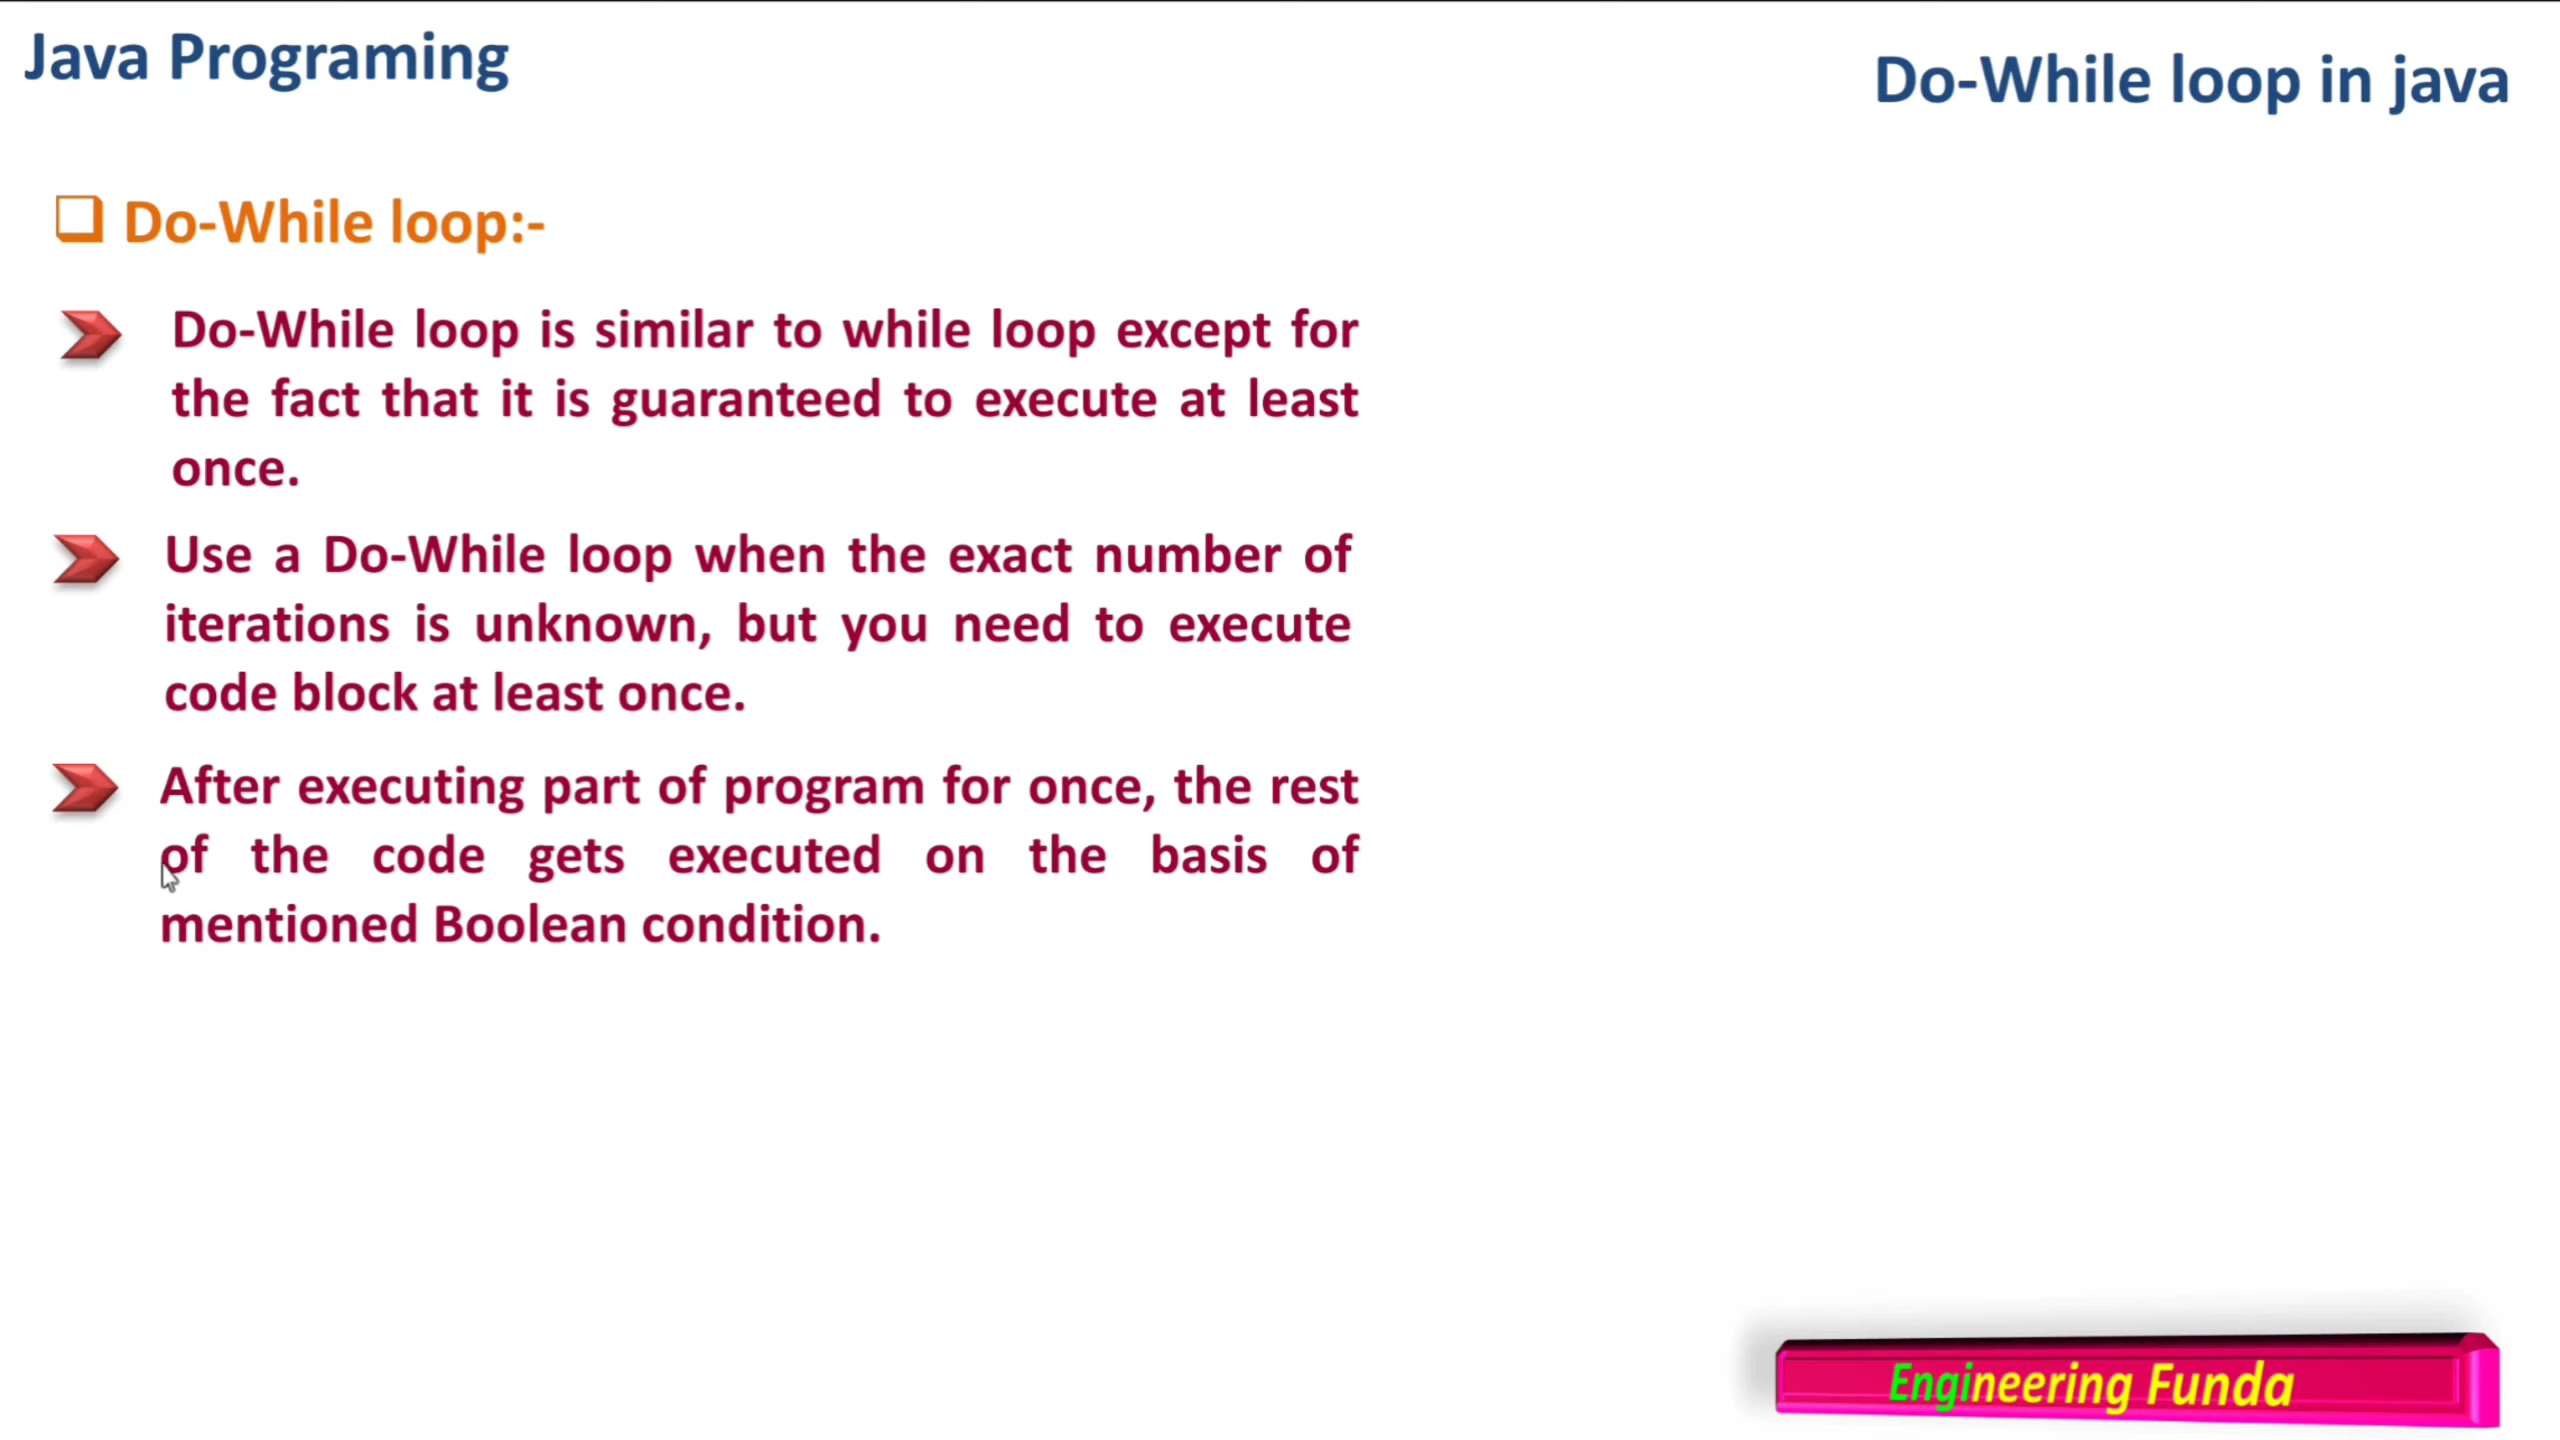 Java Programing
Do-While loop in java
Do-While loop:-
Do-While loop is similar to while loop except for
the fact that it is guaranteed to execute at least
once.
Use a Do-While loop when the exact number of
iterations is unknown, but you need to execute
code block at least once.
After executing part of program for once, the rest
of the code gets executed on the basis of
mentioned Boolean condition.
Engineering Funda